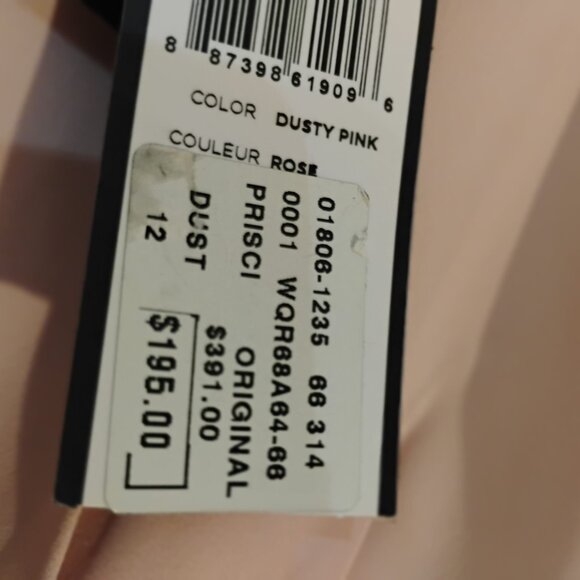 8 87398 61909 6
COLOR DUSTY PINK
COULEUR ROSE
01806-1235 66 314
0001 WQR68A64-66
PRISCI ORIGINAL
$391.00
DUST
12 $195.00